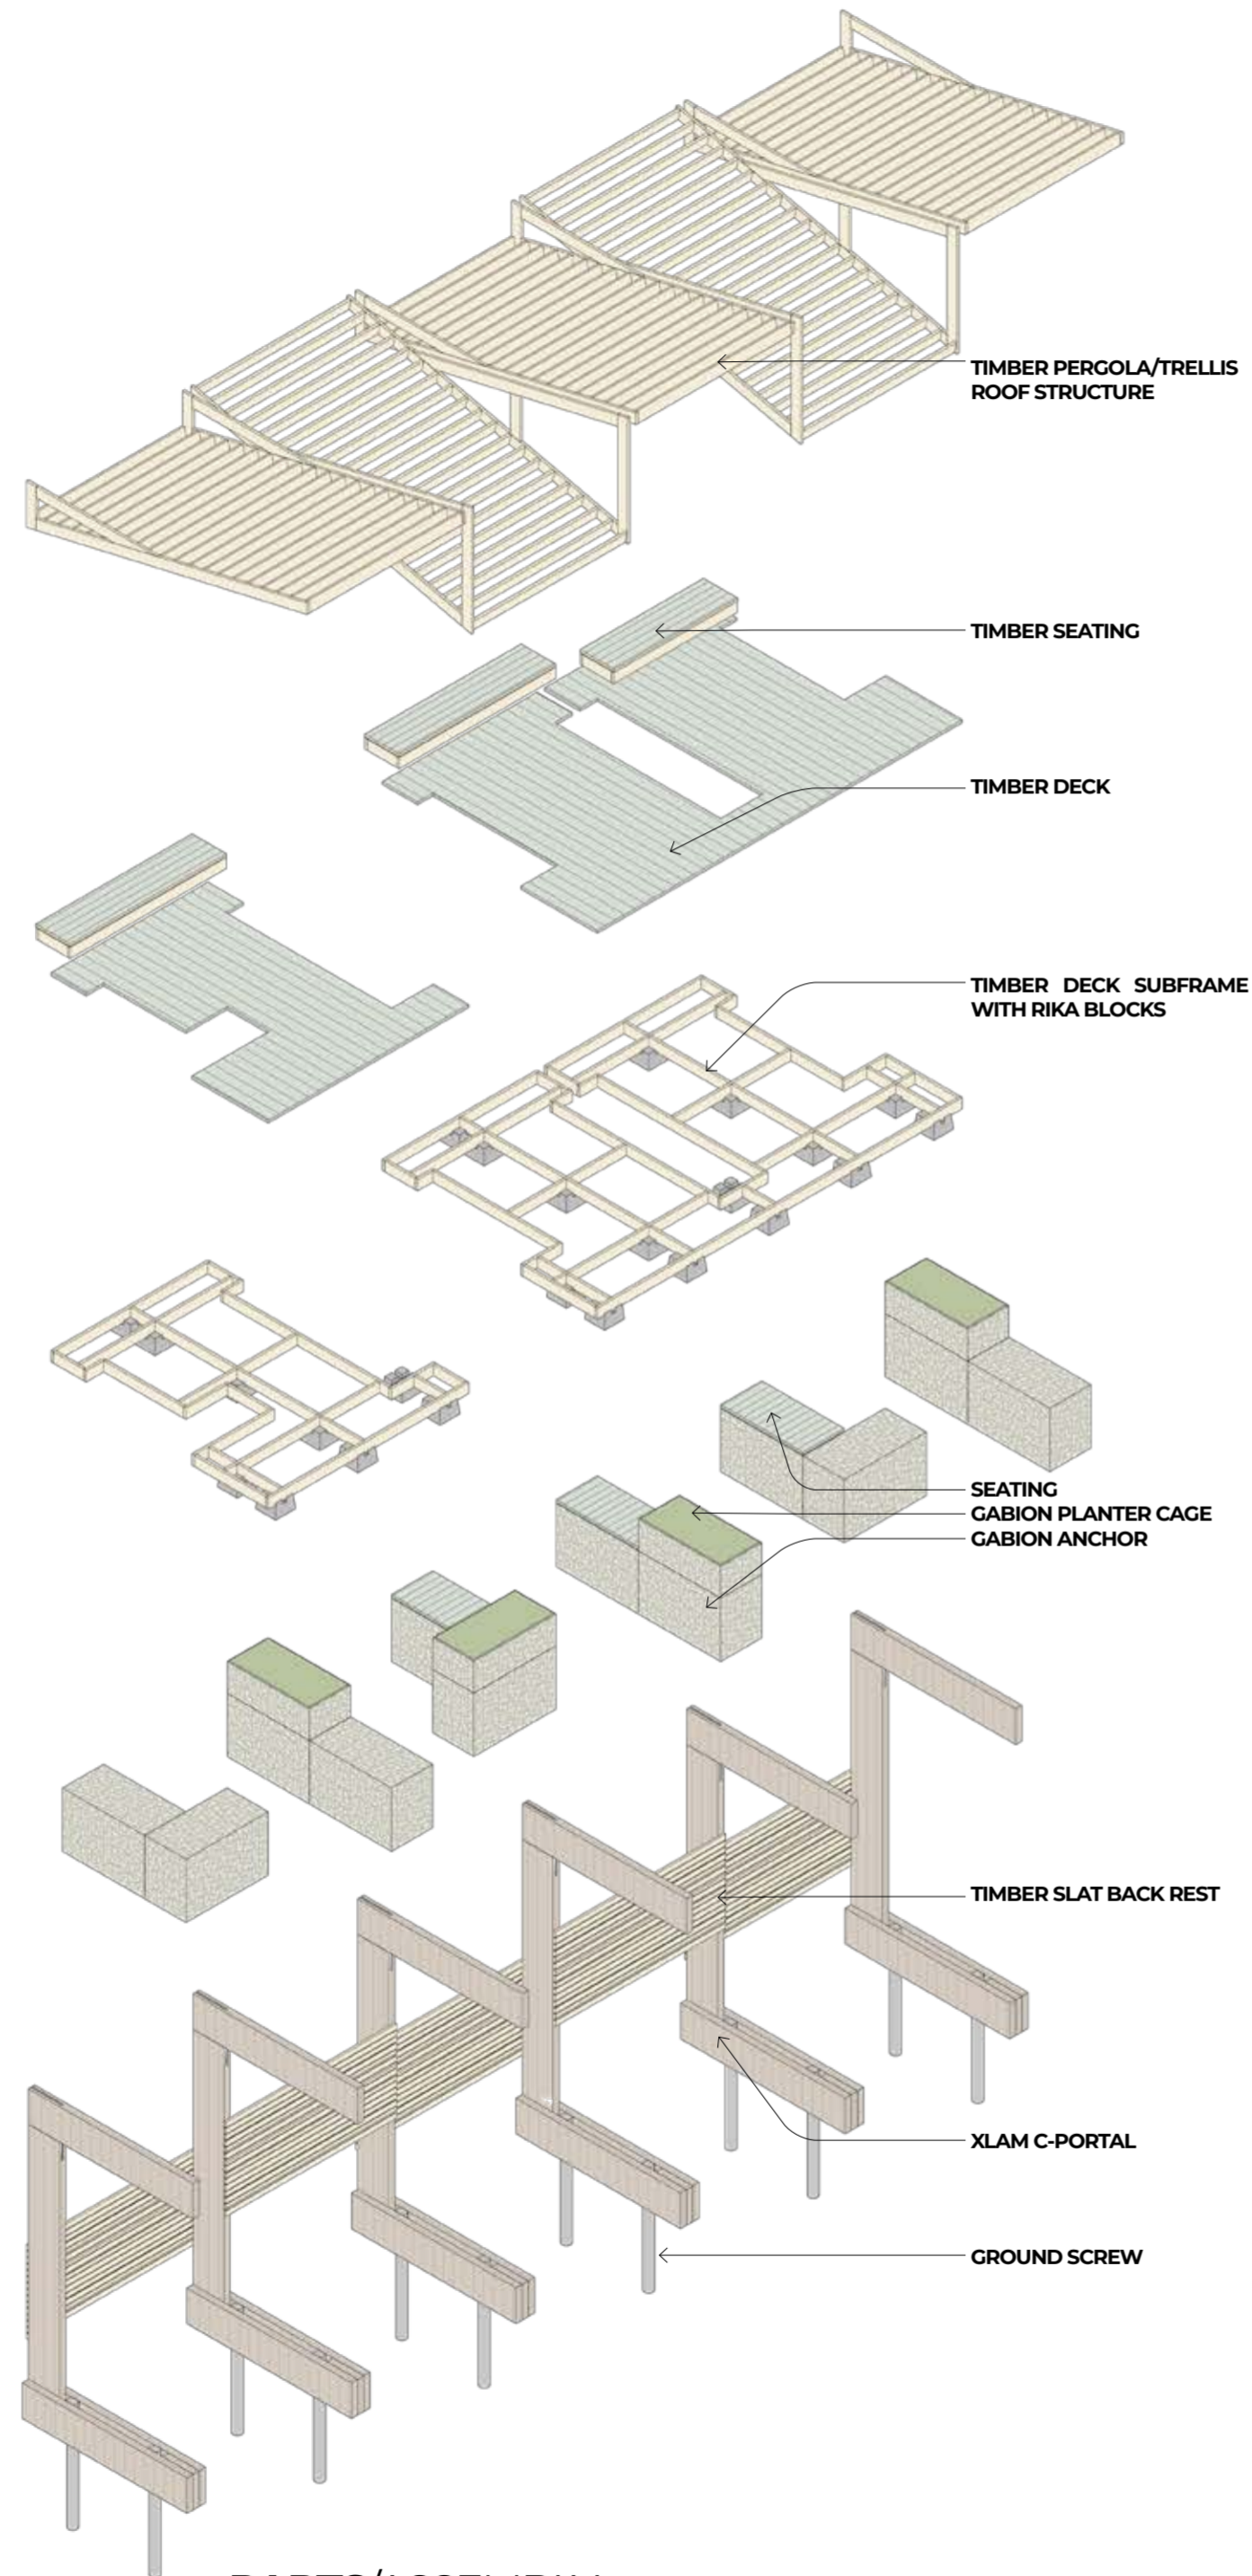 TIMBER PERGOLA/TRELLIS
ROOF STRUCTURE
TIMBER SEATING
TIMBER DECK
TIMBER DECK SUBFRAME
WITH RIKA BLOCKS
SEATING
GABION PLANTER CAGE
GABION ANCHOR
TIMBER SLAT BACK REST
XLAM C-PORTAL
GROUND SCREW